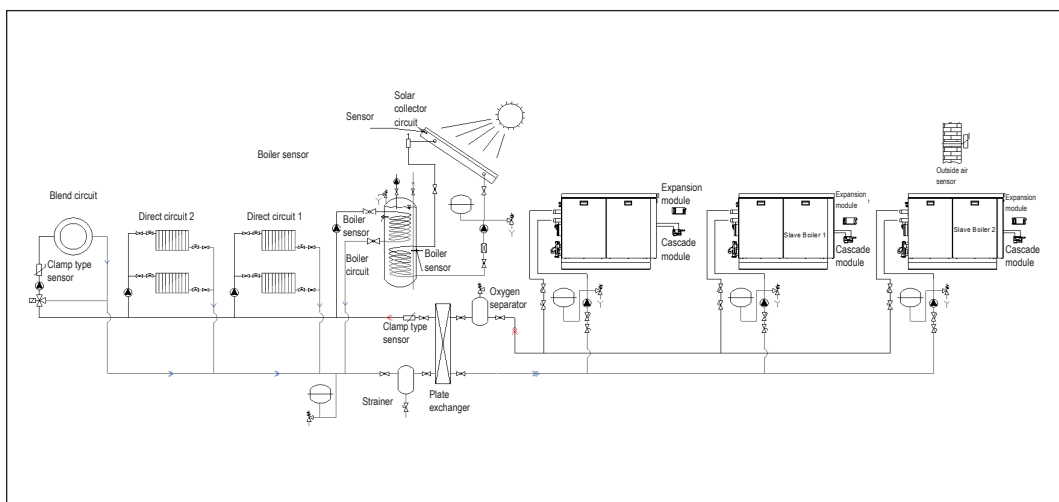 Solar
collector
circuit
Sensor
Boiler sensor
Outside air
sensor
Blend circuit
Direct circuit 2
Direct circuit 1
Boiler
sensor
Boiler
circuit
Boiler
sensor
Clamp type
sensor
Expansion
module
Cascade
module
Slave Boiler 1
Expansion
module
Cascade
module
Slave Boiler 2
Expansion
module
Cascade
module
Oxygen
separator
Clamp type
sensor
Strainer
Plate
exchanger